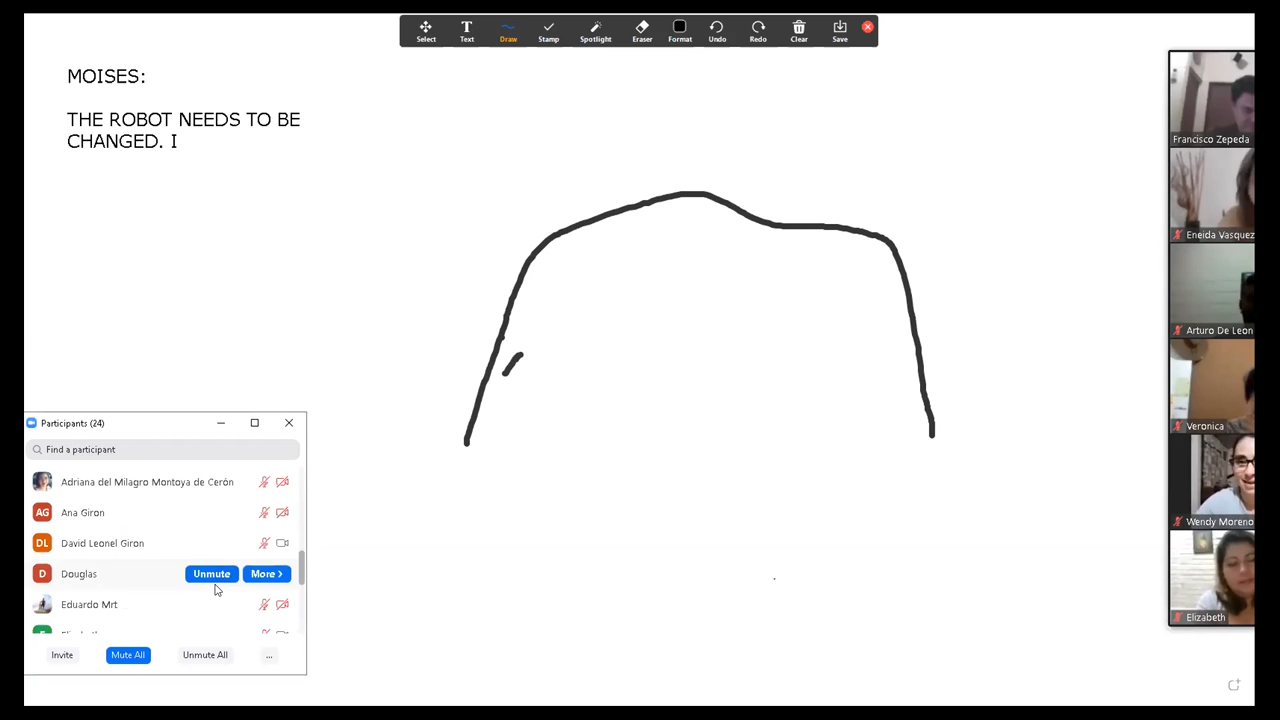 Select Text Draw Stamp Spotlight Eraser Format Undo Redo Clear Save
MOISES:
THE ROBOT NEEDS TO BE
CHANGED. I
Francisco Zepeda
Eneida Vasquez
Arturo De Leon
Veronica
Wendy Moreno
Elizabeth
Participants (24)
Find a participant
Adriana del Milagro Montoya de Cerón
AG Ana Giron
DL David Leonel Giron
D Douglas Unmute More >
Eduardo Mrt
Invite Mute All Unmute All ...